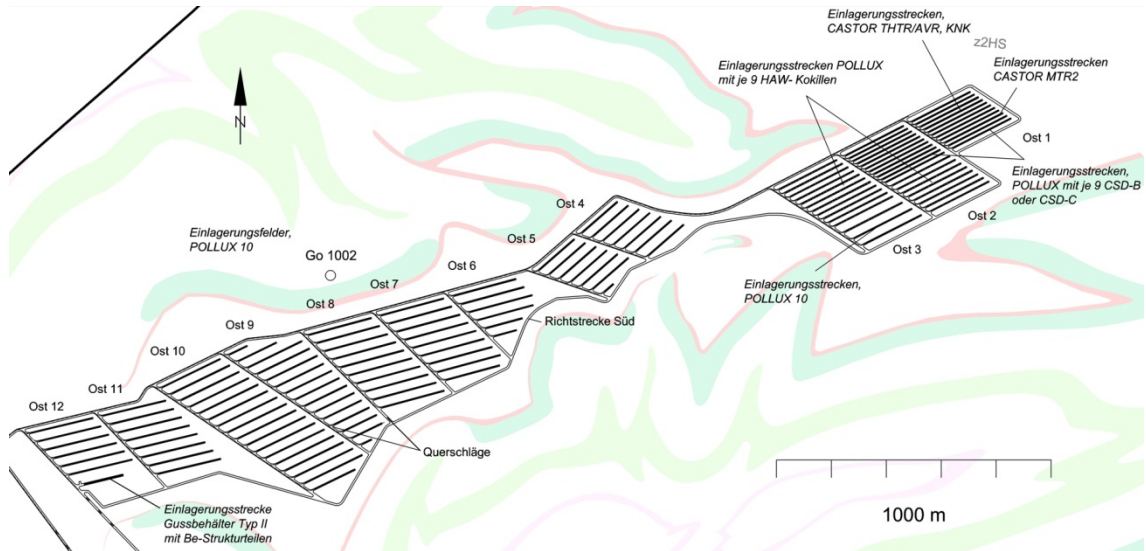 Einlagerungsstrecken,
CASTOR THTR/AVR, KNK
z2HS
Einlagerungsstrecken POLLUX
mit je 9 HAW- Kokillen
Einlagerungsstrecken
CASTOR MTR2
N
Ost 1
Einlagerungsstrecken,
POLLUX mit je 9 CSD-B
oder CSD-C
Ost 2
Ost 3
Ost 4
Ost 5
Einlagerungsfelder,
POLLUX 10
Go 1002
Ost 6
Ost 7
Ost 8
Einlagerungsstrecken,
POLLUX 10
Richtstrecke Süd
Ost 9
Ost 10
Ost 11
Ost 12
Querschläge
Einlagerungsstrecke
Gussbehälter Typ II
mit Be-Strukturteilen
1000 m